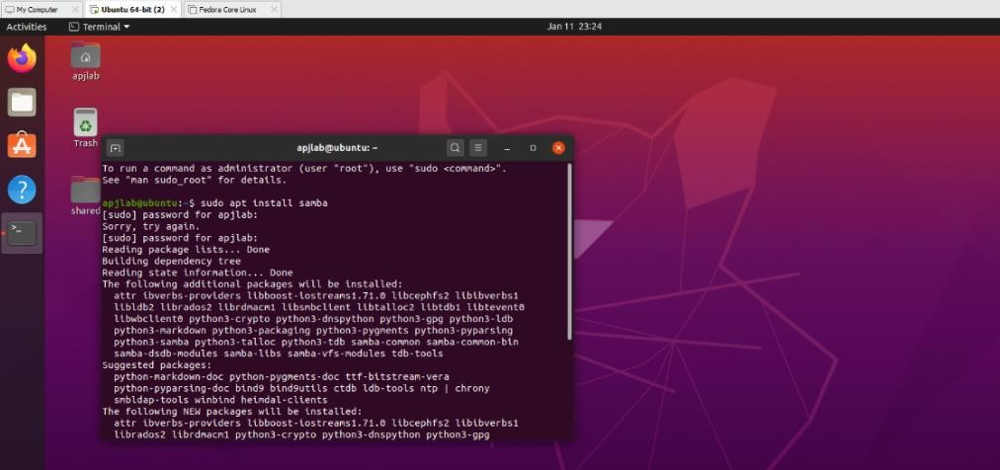 My Computer
Ubuntu 64-bit (2)
Fedora Core Linux
Activities
Terminal
Jan 11 23:24
apjlab
Trash
shared
apjlab@ubuntu: ~
To run a command as administrator (user "root"), use "sudo <command>".
See "man sudo_root" for details.
apjlab@ubuntu:~$ sudo apt install samba
[sudo] password for apjlab:
Sorry, try again.
[sudo] password for apjlab:
Reading package lists... Done
Building dependency tree
Reading state information... Done
The following additional packages will be installed:
attr ibverbs-providers libboost-iostreams1.71.0 libcephfs2 libibverbs1
libldb2 librados2 librdmacm1 libsmbclient libtalloc2 libtdb1 libtevent0
libwbclient0 python3-crypto python3-dnspython python3-gpg python3-ldb
python3-markdown python3-packaging python3-pygments python3-pyparsing
python3-samba python3-talloc python3-tdb samba-common samba-common-bin
samba-dsdb-modules samba-libs samba-vfs-modules tdb-tools
Suggested packages:
python-markdown-doc python-pygments-doc ttf-bitstream-vera
python-pyparsing-doc bind9 bind9utils ctdb ldb-tools ntp | chrony
smbldap-tools winbind heimdal-clients
The following NEW packages will be installed:
attr ibverbs-providers libboost-iostreams1.71.0 libcephfs2 libibverbs1
librados2 librdmacm1 python3-crypto python3-dnspython python3-gpg